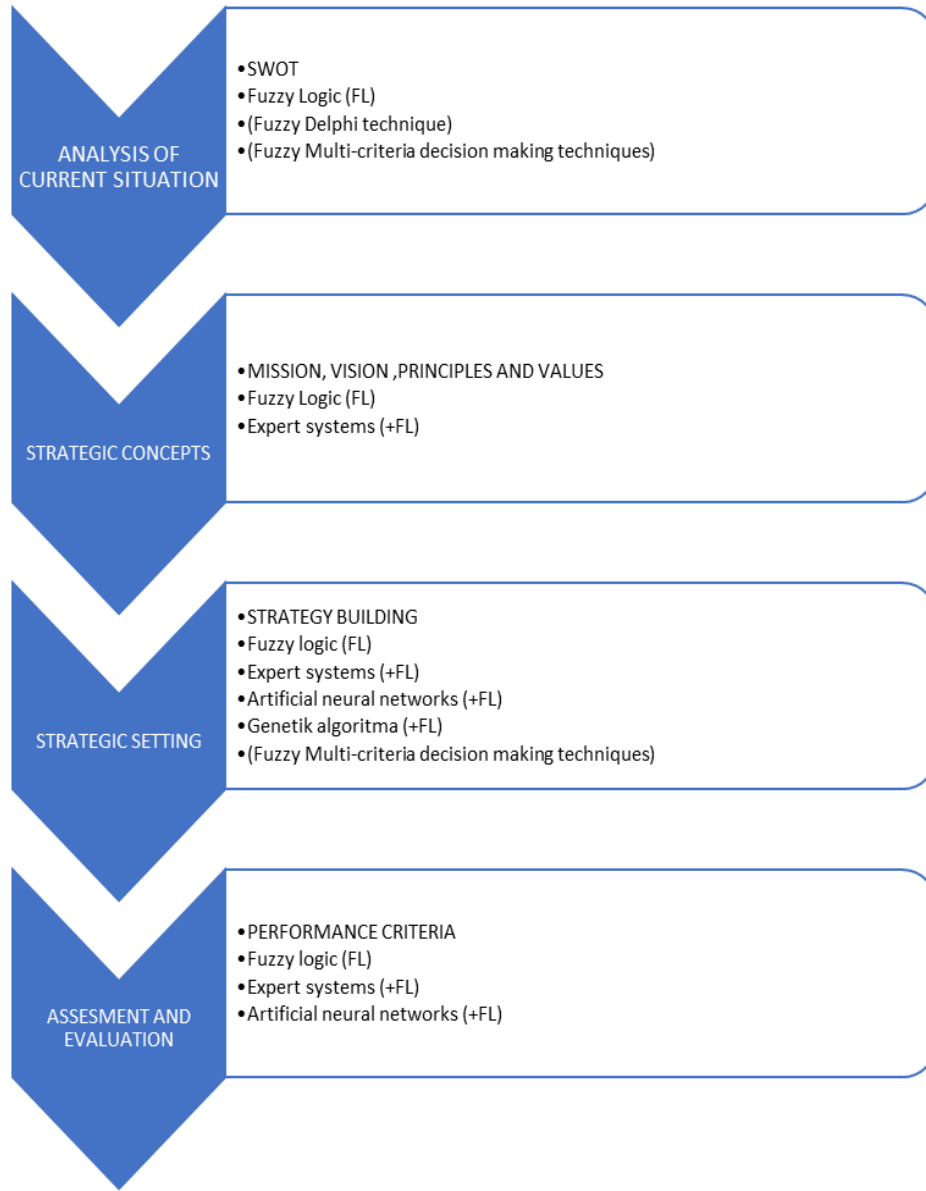 ANALYSIS OF
CURRENT SITUATION
•SWOT
•Fuzzy Logic (FL)
•(Fuzzy Delphi technique)
•(Fuzzy Multi-criteria decision making techniques)
STRATEGIC CONCEPTS
•MISSION, VISION ,PRINCIPLES AND VALUES
•Fuzzy Logic (FL)
•Expert systems (+FL)
STRATEGIC SETTING
•STRATEGY BUILDING
•Fuzzy logic (FL)
•Expert systems (+FL)
•Artificial neural networks (+FL)
•Genetik algoritma (+FL)
•(Fuzzy Multi-criteria decision making techniques)
ASSESMENT AND
EVALUATION
•PERFORMANCE CRITERIA
•Fuzzy logic (FL)
•Expert systems (+FL)
•Artificial neural networks (+FL)